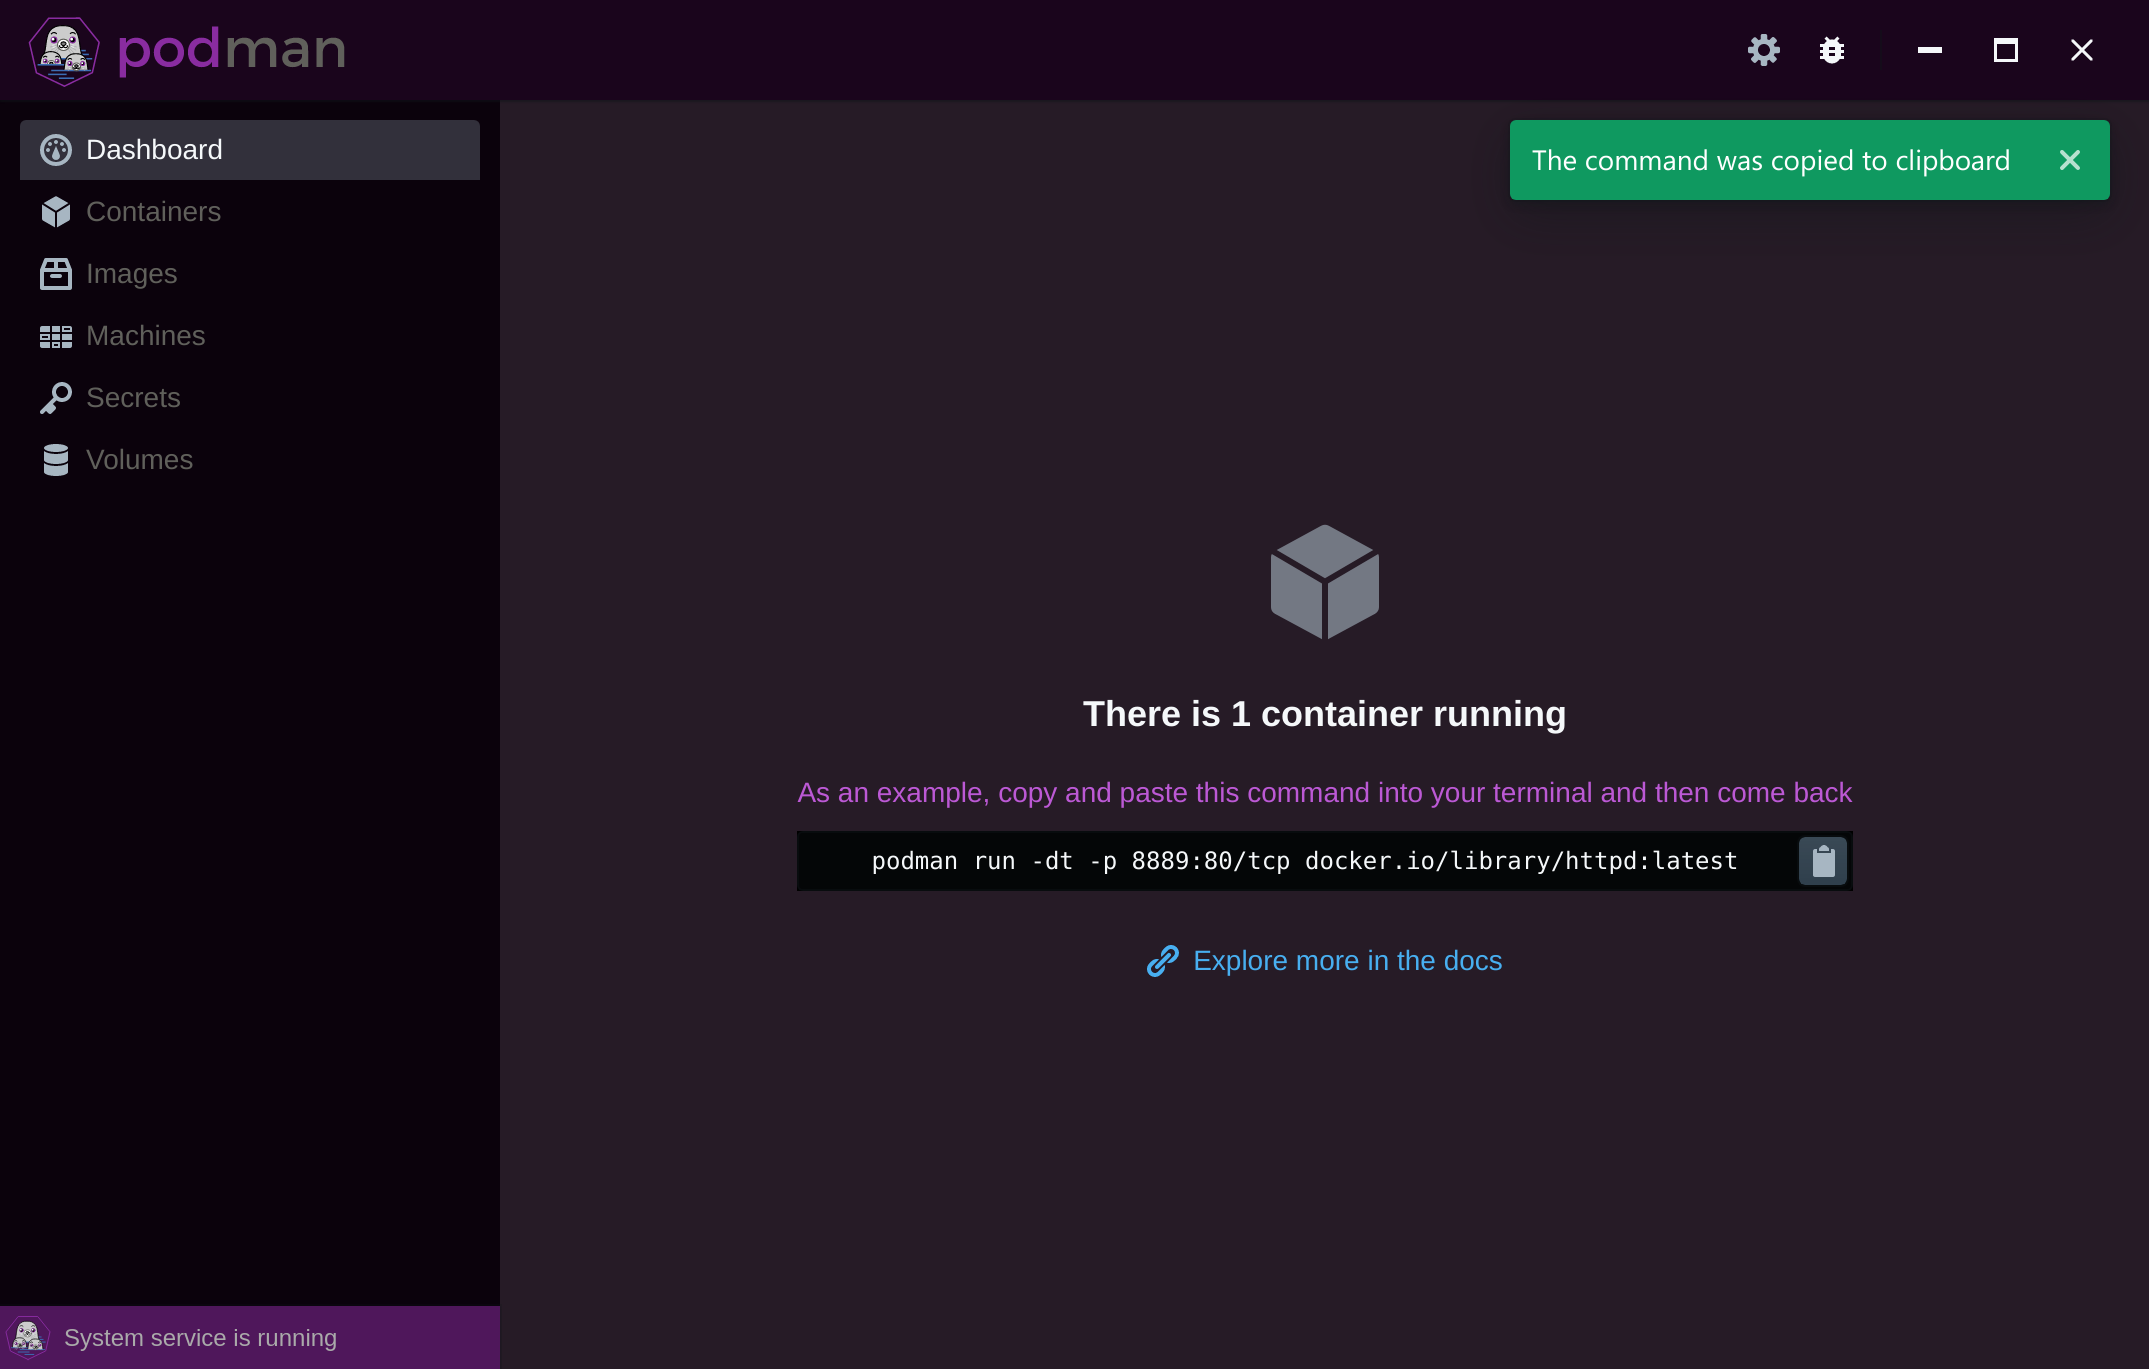 podman
Dashboard
Containers
Images
Machines
Secrets
Volumes
The command was copied to clipboard
There is 1 container running
As an example, copy and paste this command into your terminal and then come back
podman run -dt -p 8889:80/tcp docker.io/library/httpd:latest
Explore more in the docs
System service is running